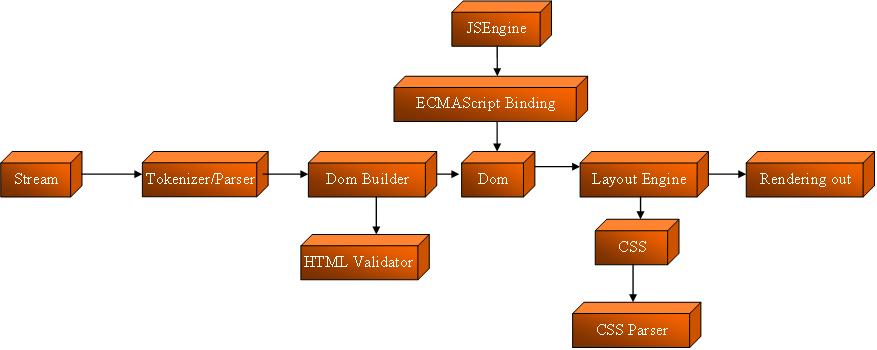 JSEngine
ECMAScript Binding
Stream
Tokenizer/Parser
Dom Builder
Dom
Layout Engine
Rendering out
HTML Validator
CSS
CSS Parser